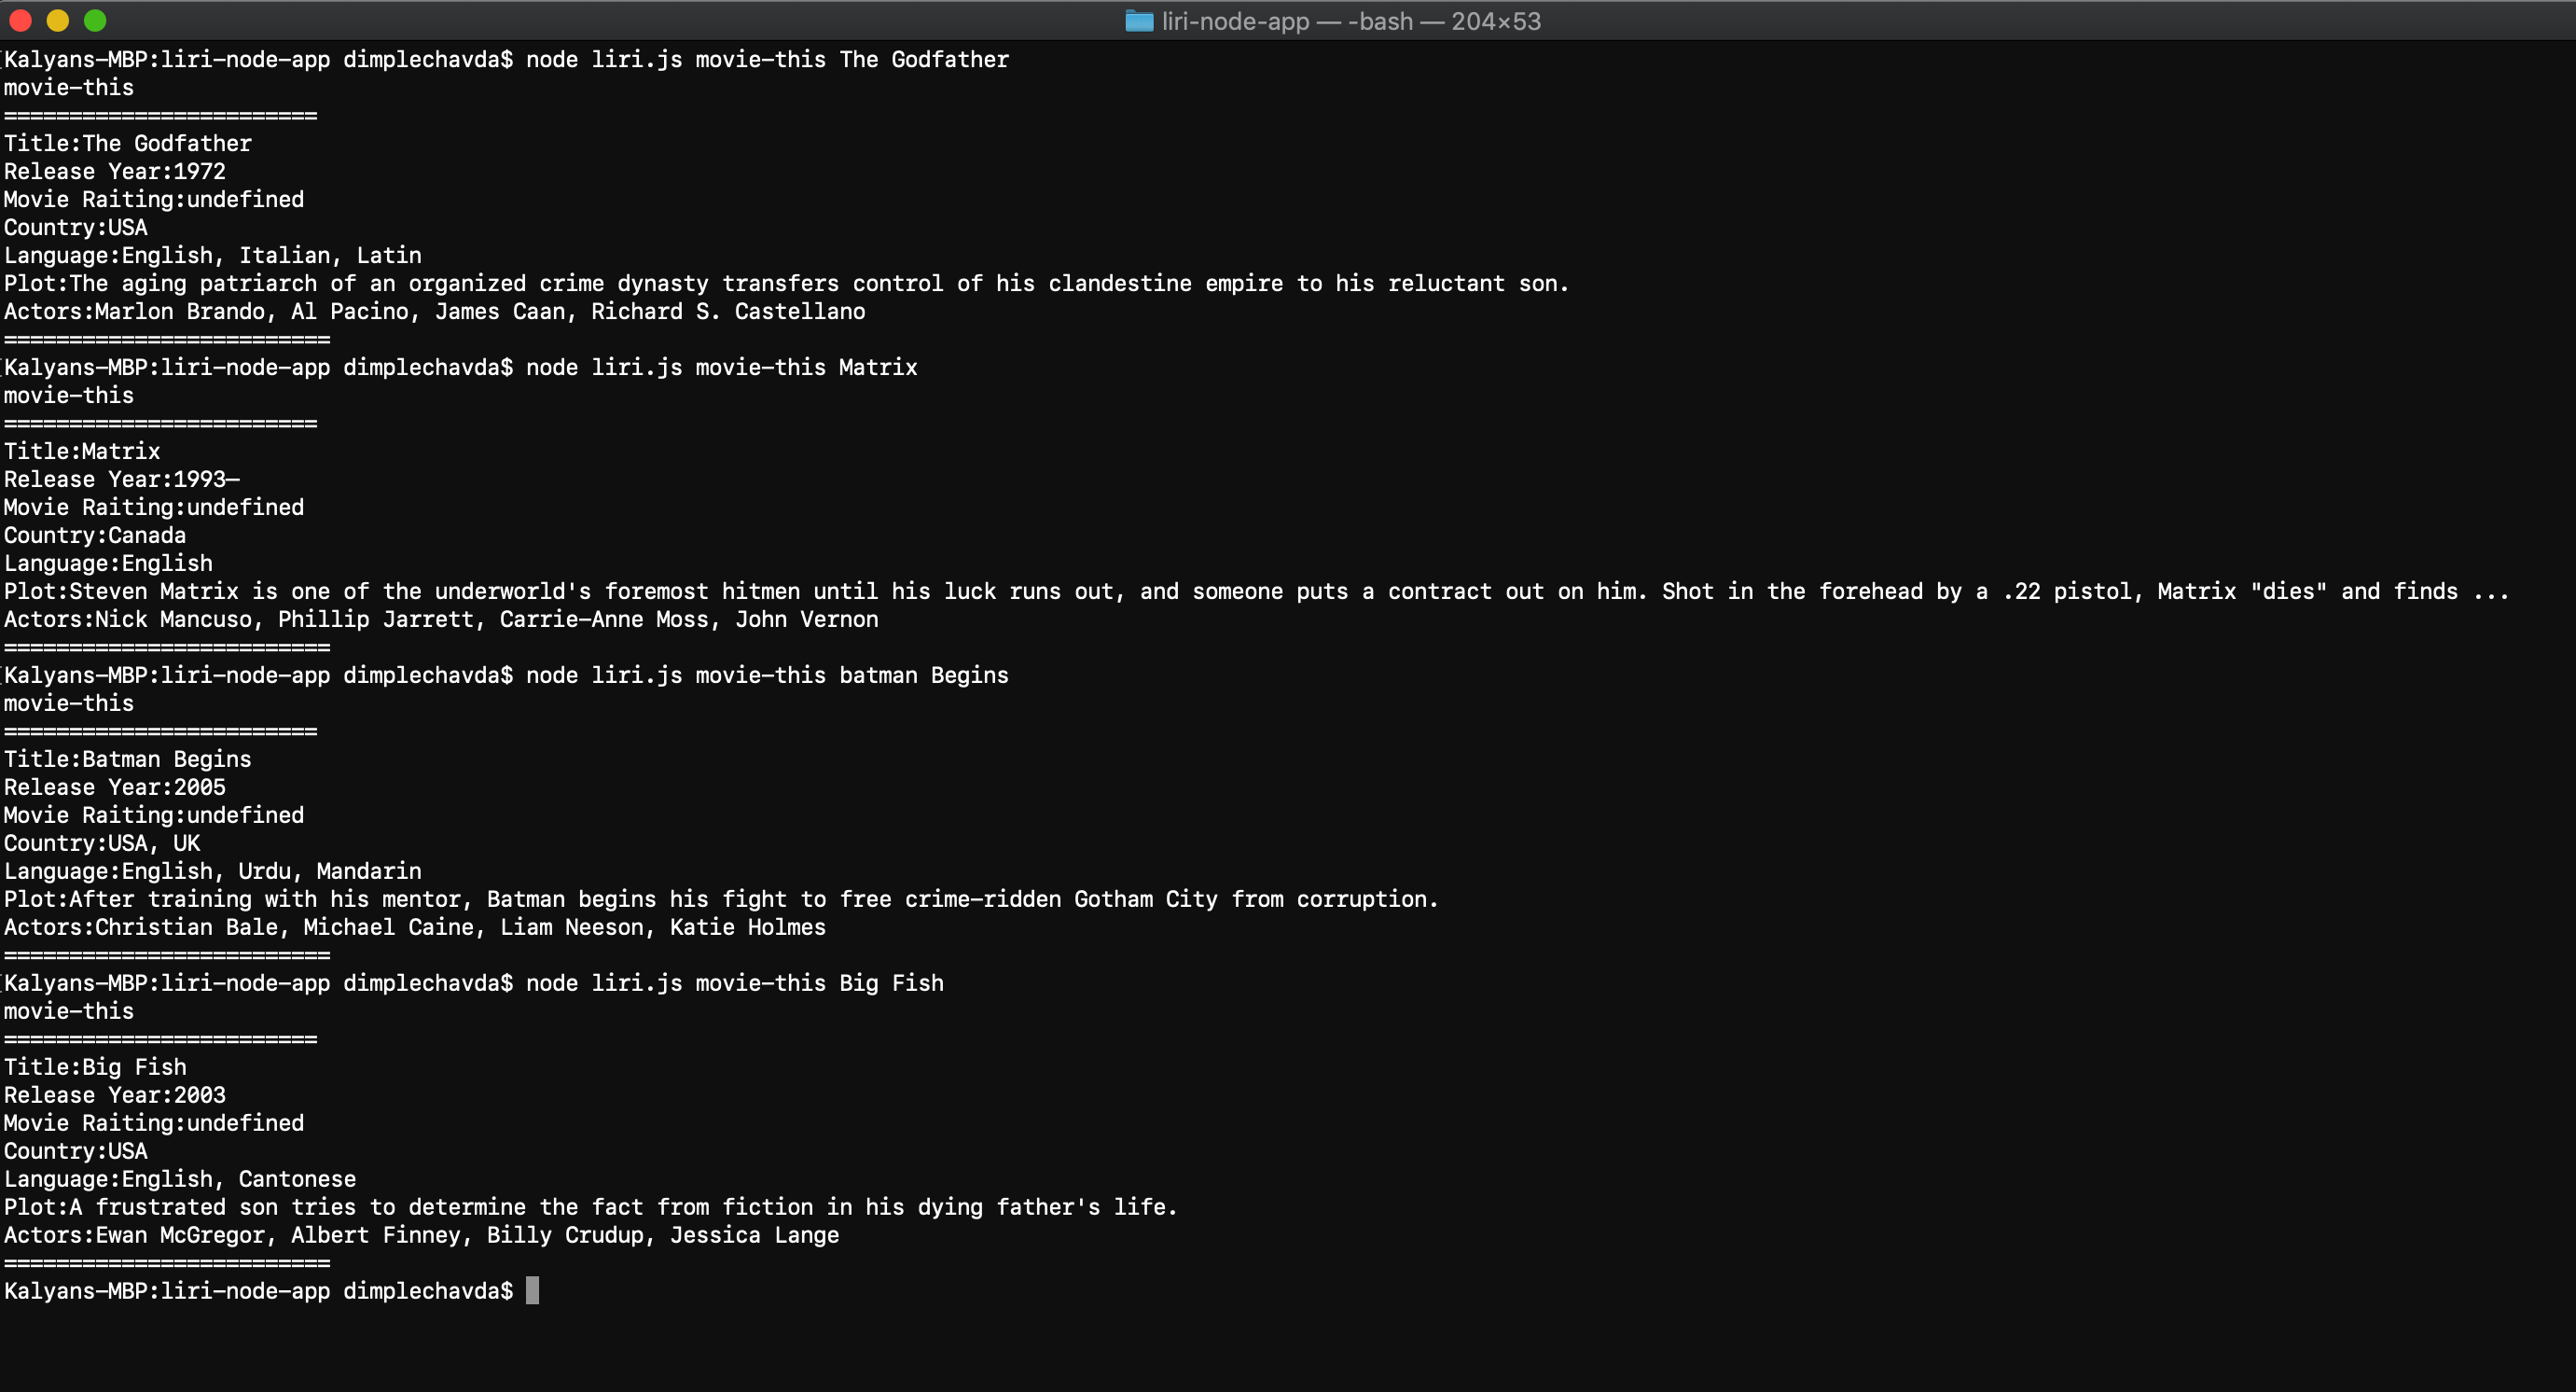 liri-node-app — -bash — 204×53
Kalyans-MBP:liri-node-app dimplechavda$ node liri.js movie-this The Godfather
movie-this
========================
Title:The Godfather
Release Year:1972
Movie Raiting:undefined
Country:USA
Language:English, Italian, Latin
Plot:The aging patriarch of an organized crime dynasty transfers control of his clandestine empire to his reluctant son.
Actors:Marlon Brando, Al Pacino, James Caan, Richard S. Castellano
=========================
Kalyans-MBP:liri-node-app dimplechavda$ node liri.js movie-this Matrix
movie-this
========================
Title:Matrix
Release Year:1993–
Movie Raiting:undefined
Country:Canada
Language:English
Plot:Steven Matrix is one of the underworld's foremost hitmen until his luck runs out, and someone puts a contract out on him. Shot in the forehead by a .22 pistol, Matrix "dies" and finds ...
Actors:Nick Mancuso, Phillip Jarrett, Carrie-Anne Moss, John Vernon
=========================
Kalyans-MBP:liri-node-app dimplechavda$ node liri.js movie-this batman Begins
movie-this
========================
Title:Batman Begins
Release Year:2005
Movie Raiting:undefined
Country:USA, UK
Language:English, Urdu, Mandarin
Plot:After training with his mentor, Batman begins his fight to free crime-ridden Gotham City from corruption.
Actors:Christian Bale, Michael Caine, Liam Neeson, Katie Holmes
=========================
Kalyans-MBP:liri-node-app dimplechavda$ node liri.js movie-this Big Fish
movie-this
========================
Title:Big Fish
Release Year:2003
Movie Raiting:undefined
Country:USA
Language:English, Cantonese
Plot:A frustrated son tries to determine the fact from fiction in his dying father's life.
Actors:Ewan McGregor, Albert Finney, Billy Crudup, Jessica Lange
=========================
Kalyans-MBP:liri-node-app dimplechavda$